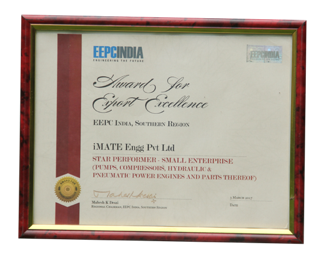 EEPCINDIA
ENGINEERING THE FUTURE
Award for
Export Excellence
EEPC India, Southern Region
iMATE Engg Pvt Ltd
STAR PERFORMER - SMALL ENTERPRISE
(PUMPS, COMPRESSORS, HYDRAULIC &
PNEUMATIC POWER ENGINES AND PARTS THEREOF)